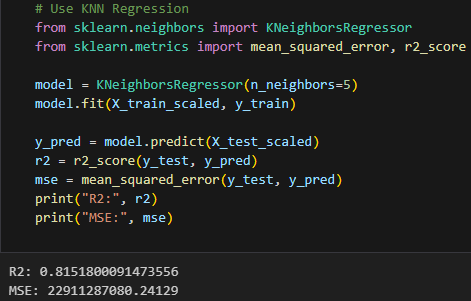 # Use KNN Regression
from sklearn.neighbors import KNeighborsRegressor
from sklearn.metrics import mean_squared_error, r2_score
model = KNeighborsRegressor(n_neighbors=5)
model.fit(X_train_scaled, y_train)
y_pred = model.predict(X_test_scaled)
r2 = r2_score(y_test, y_pred)
mse = mean_squared_error(y_test, y_pred)
print("R2:", r2)
print("MSE:", mse)
R2: 0.8151800091473556
MSE: 22911287080.24129